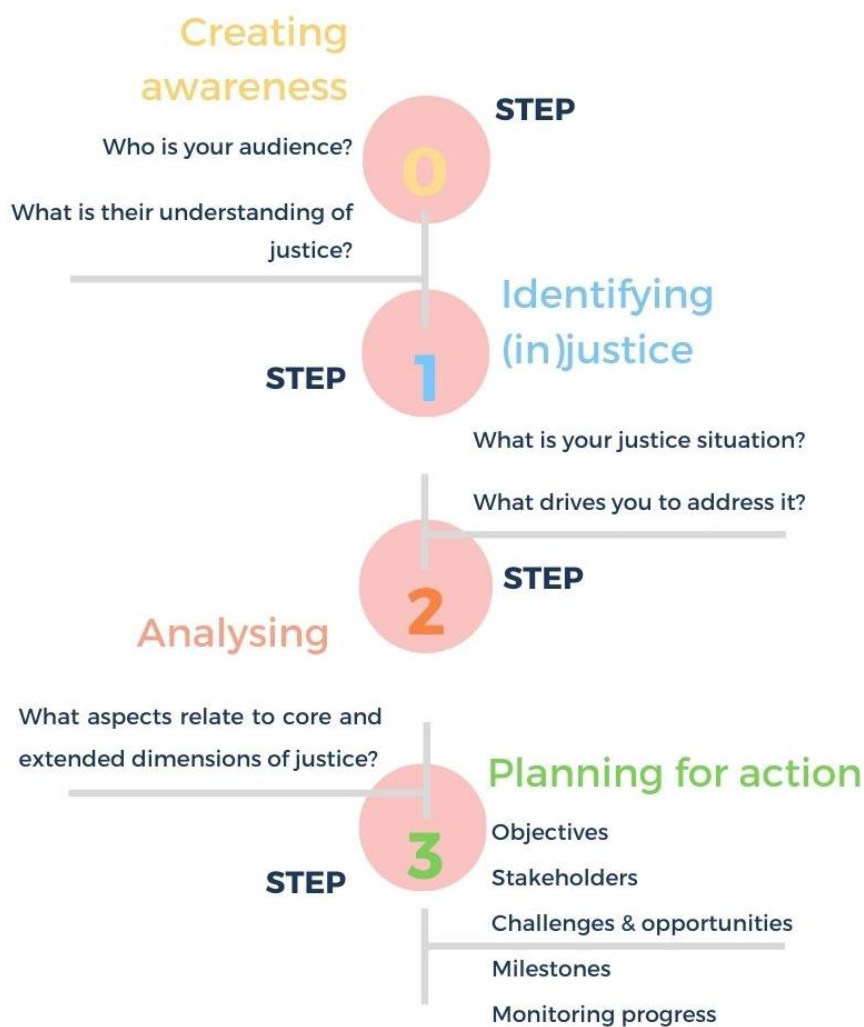 Creating
awareness
Who is your audience?
What is their understanding of
justice?
STEP
0
Identifying
(in)justice
STEP
1
What is your justice situation?
What drives you to address it?
STEP
2
Analysing
What aspects relate to core and
extended dimensions of justice?
Planning for action
STEP
3
Objectives
Stakeholders
Challenges & opportunities
Milestones
Monitoring progress